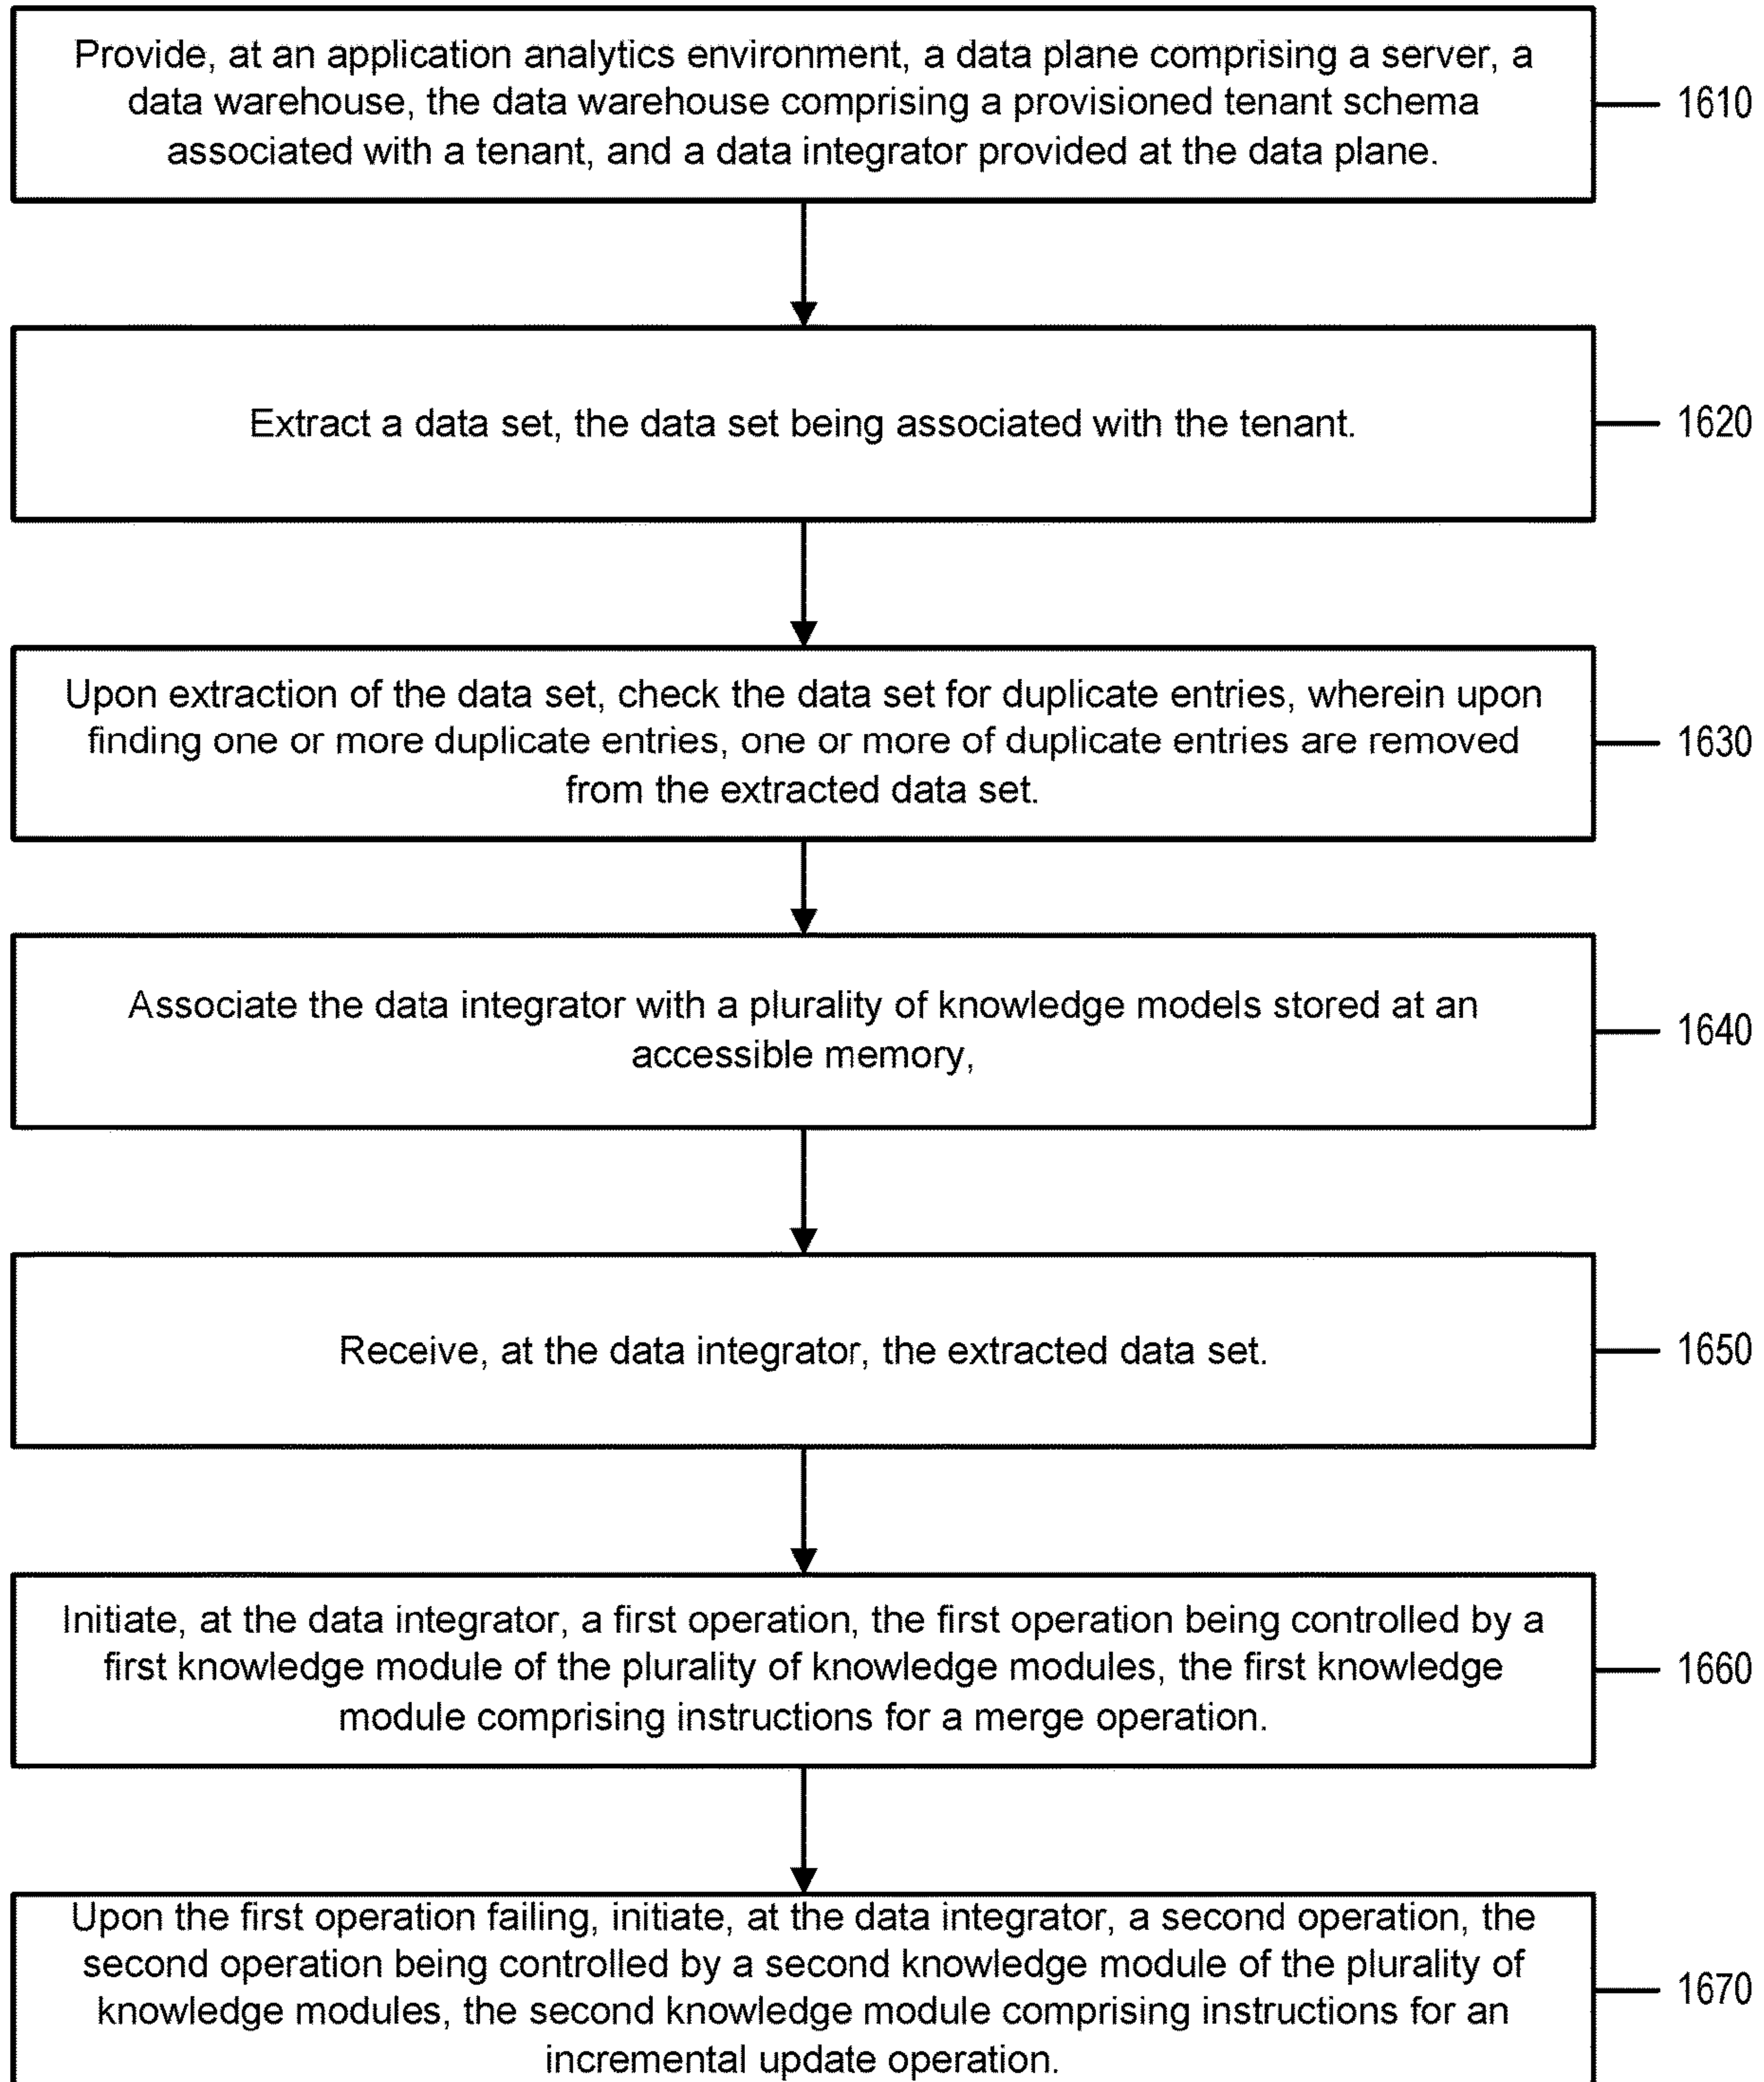 Provide, at an application analytics environment, a data plane comprising a server, a
data warehouse, the data warehouse comprising a provisioned tenant schema
associated with a tenant, and a data integrator provided at the data plane.
1610
Extract a data set, the data set being associated with the tenant.
1620
Upon extraction of the data set, check the data set for duplicate entries, wherein upon
finding one or more duplicate entries, one or more of duplicate entries are removed
from the extracted data set.
1630
Associate the data integrator with a plurality of knowledge models stored at an
accessible memory,
1640
Receive, at the data integrator, the extracted data set.
1650
Initiate, at the data integrator, a first operation, the first operation being controlled by a
first knowledge module of the plurality of knowledge modules, the first knowledge
module comprising instructions for a merge operation.
1660
Upon the first operation failing, initiate, at the data integrator, a second operation, the
second operation being controlled by a second knowledge module of the plurality of
knowledge modules, the second knowledge module comprising instructions for an
incremental update operation.
1670